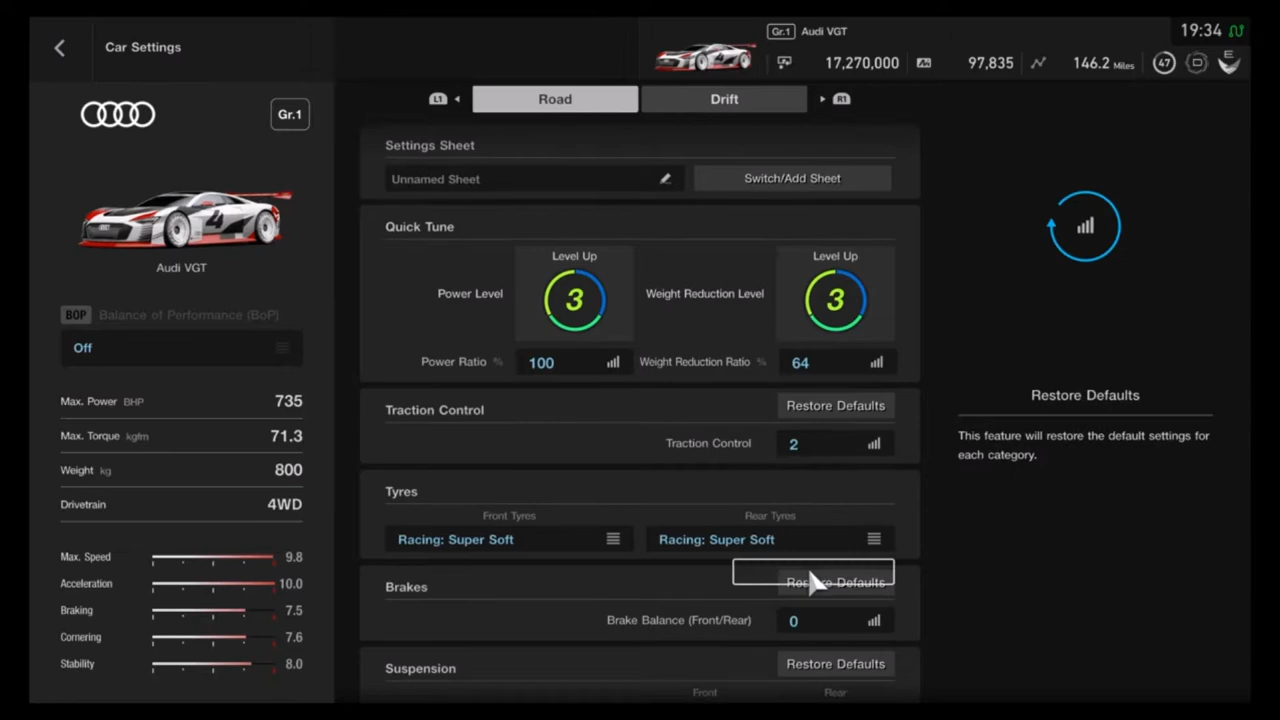 Car Settings
Gr.1 Audi VGT
17,270,000
97,835
146.2 Miles
47
D
E
19:34
Gr.1
Audi VGT
BOP Balance of Performance (BoP)
Off
Max. Power BHP 735
Max. Torque kgfm 71.3
Weight kg 800
Drivetrain 4WD
Max. Speed 9.8
Acceleration 10.0
Braking 7.5
Cornering 7.6
Stability 8.0
L1 Road Drift R1
Settings Sheet
Unnamed Sheet Switch/Add Sheet
Quick Tune
Level Up Level Up
Power Level 3 Weight Reduction Level 3
Power Ratio % 100 Weight Reduction Ratio % 64
Traction Control Restore Defaults
Traction Control 2
Tyres
Front Tyres Rear Tyres
Racing: Super Soft Racing: Super Soft
Brakes Restore Defaults
Brake Balance (Front/Rear) 0
Suspension Restore Defaults
Front Rear
Restore Defaults
This feature will restore the default settings for
each category.